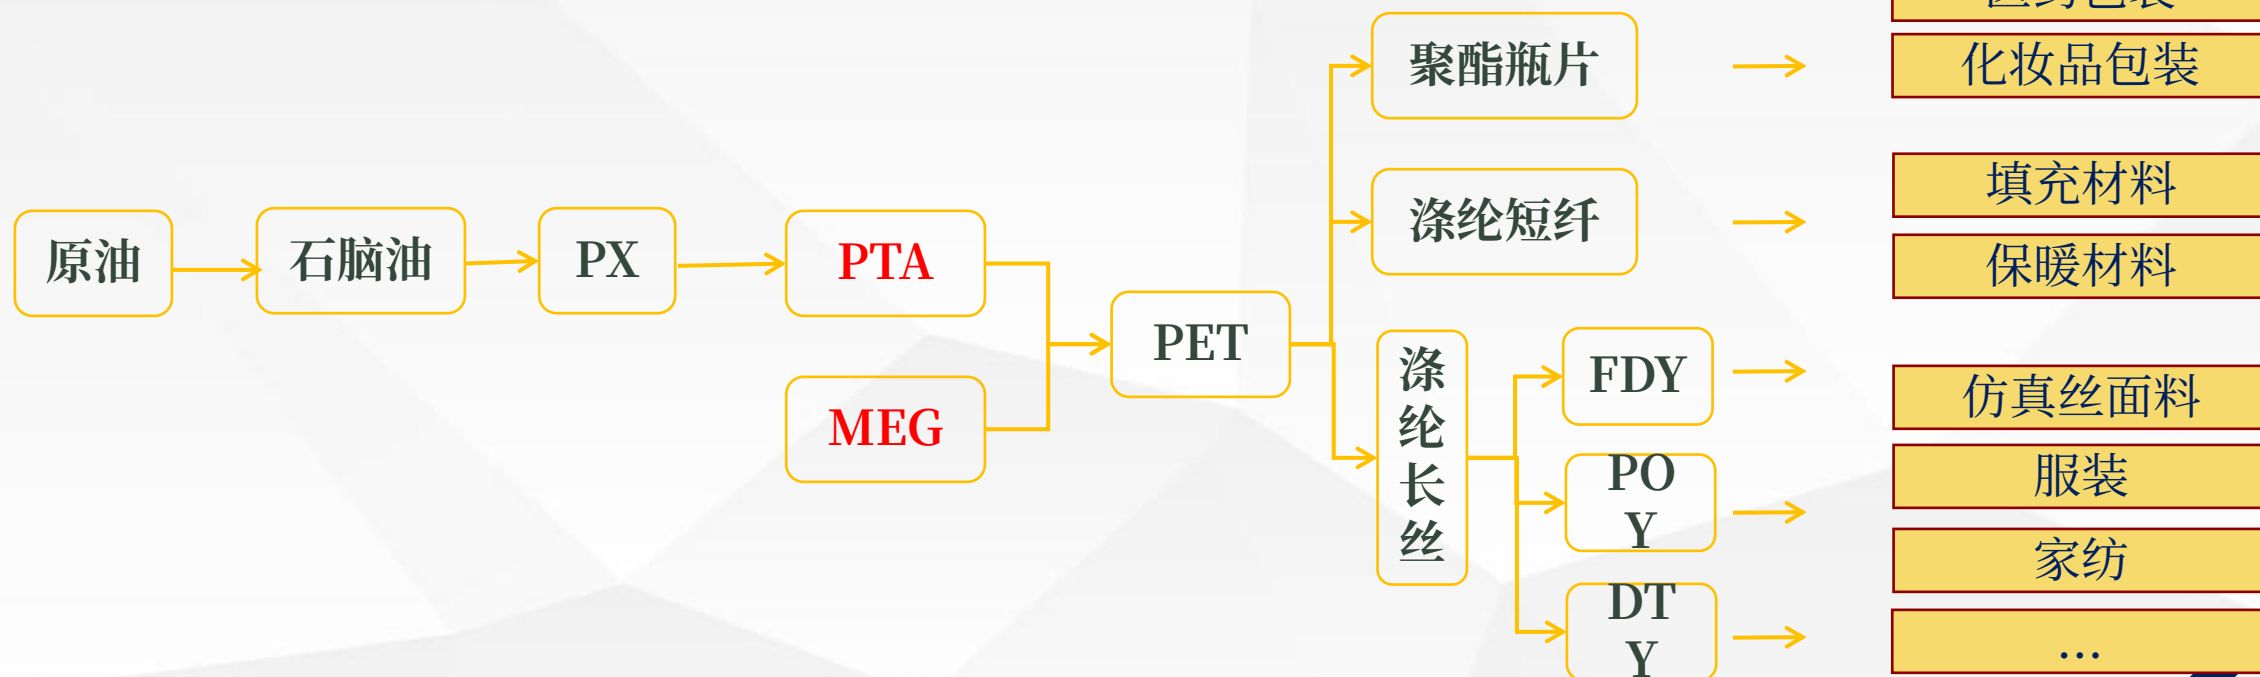 化妆品包装
聚酯瓶片
填充材料
涤纶短纤
保暖材料
原油
石脑油
PX
PTA
MEG
PET
涤
纶
长
丝
FDY
PO
Y
DT
Y
仿真丝面料
服装
家纺
...